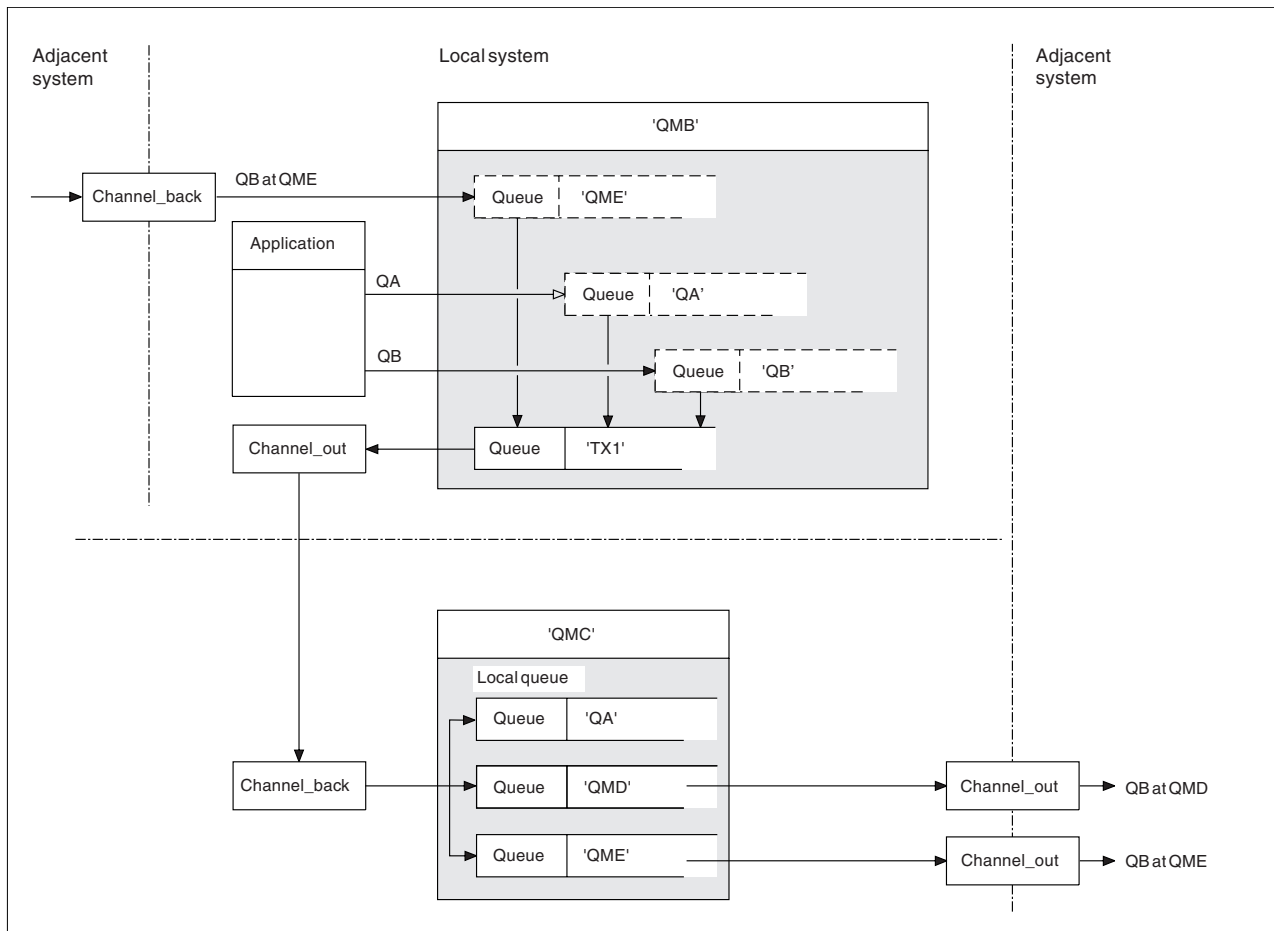 Adjacent
system
Local system
Adjacent
system
'QMB'
Channel_back
QB at QME
Queue
'QME'
Application
QA
Queue
'QA’
QB
Queue
'QB’
Channel_out
Queue
'TX1'
'QMC'
Local queue
Queue
'QA'
Channel_back
Queue
'QMD'
Channel_out
QB at QMD
Queue
'QME'
Channel_out
QB at QME